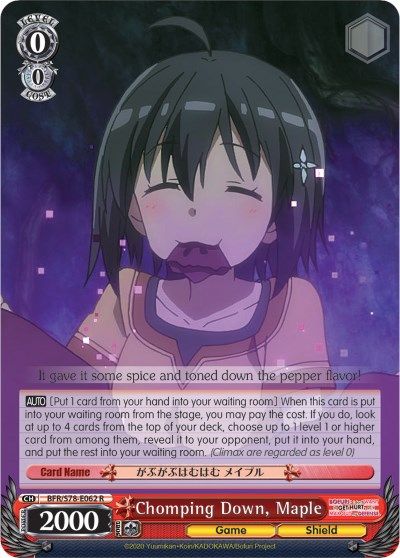 LEVEL
0
0
COST
It gave it some spice and toned down the pepper flavor!
AUTO [Put 1 card from your hand into your waiting room] When this card is put
into your waiting room from the stage, you may pay the cost. If you do, look
at up to 4 cards from the top of your deck, choose up to 1 level 1 or higher
card from among them, reveal it to your opponent, put it into your hand,
and put the rest into your waiting room. (Climax are regarded as level 0)
Card Name がぶがぶはむはむ メイプル
CH BFR/S78-E062 R
Chomping Down, Maple
POWER
2000
Game Shield
©2020 Yuumikan•Koin/KADOKAWA/Bofuri Project